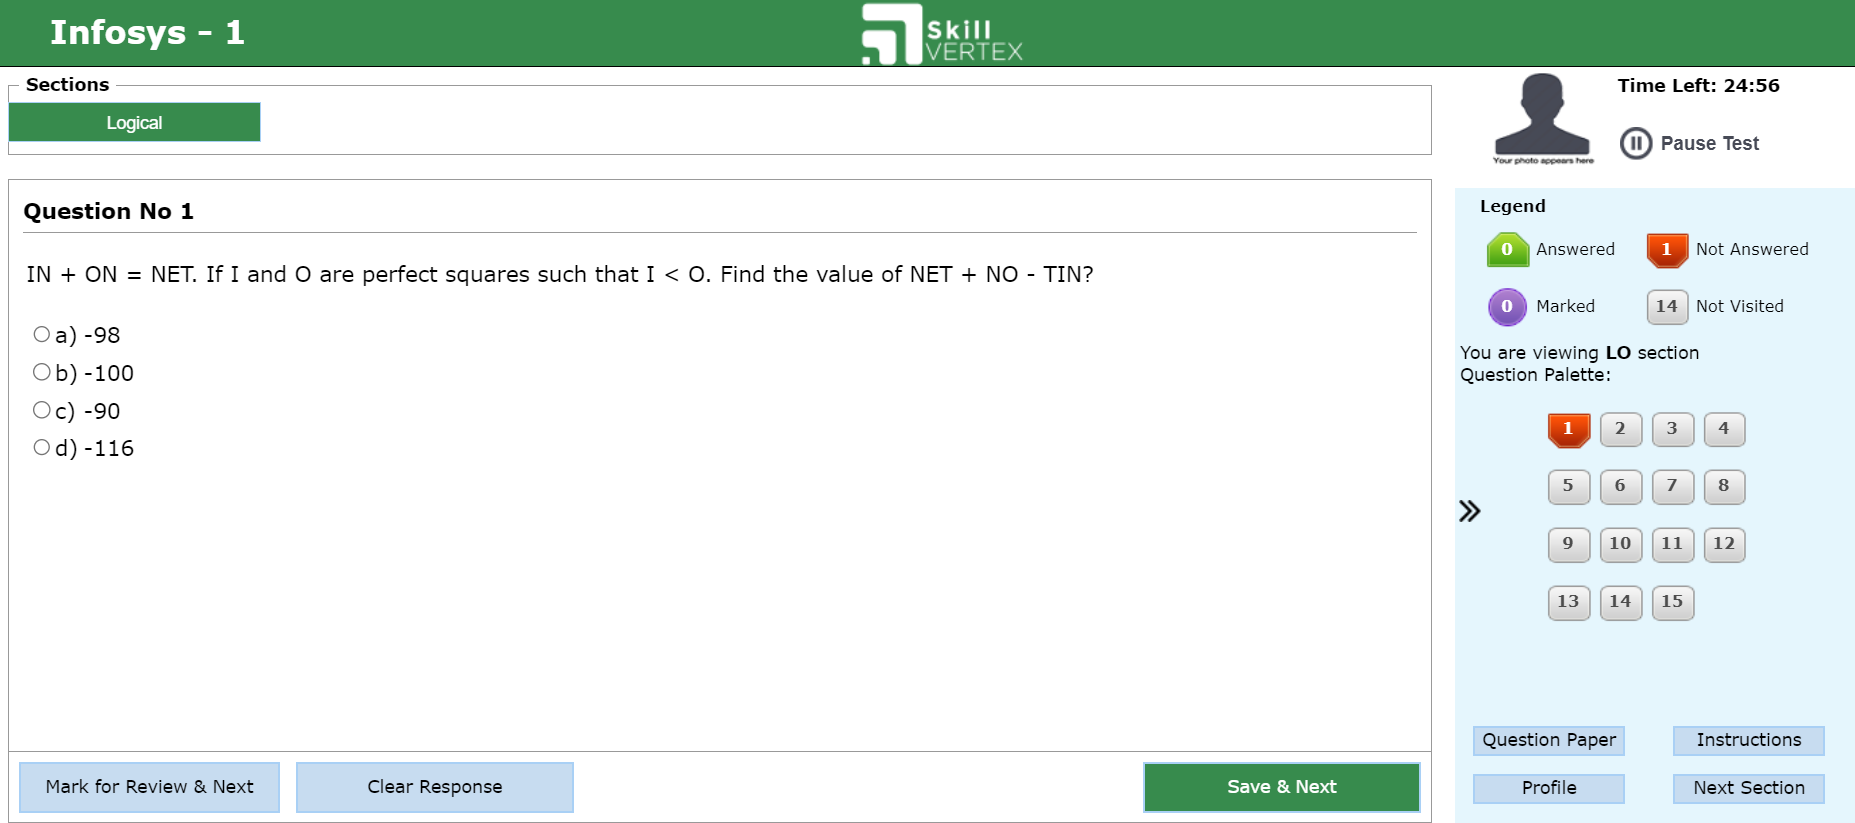 Infosys - 1
Skill
VERTEX
Sections
Logical
Time Left: 24:56
Pause Test
Your photo appears here
Question No 1
IN + ON = NET. If I and O are perfect squares such that I < O. Find the value of NET + NO - TIN?
a) -98
b) -100
c) -90
d) -116
Mark for Review & Next
Clear Response
Save & Next
Legend
0 Answered
1 Not Answered
0 Marked
14 Not Visited
You are viewing LO section
Question Palette:
1 2 3 4
5 6 7 8
9 10 11 12
13 14 15
Question Paper
Instructions
Profile
Next Section